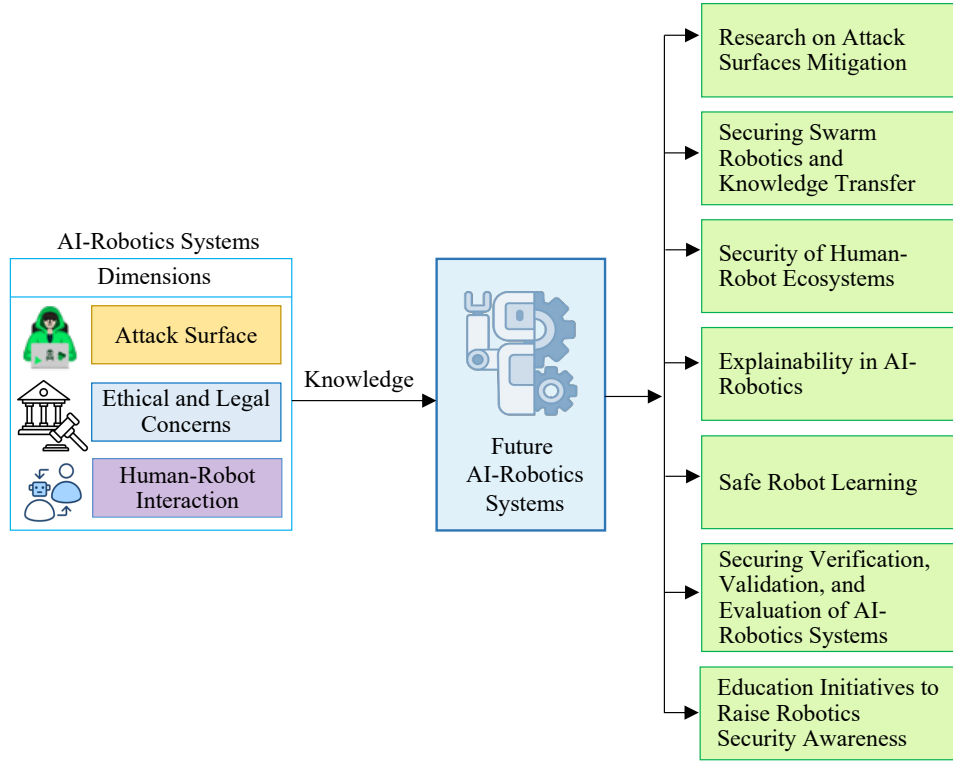 AI-Robotics Systems
Dimensions
Attack Surface
Ethical and Legal
Concerns
Human-Robot
Interaction
Knowledge
Future
AI-Robotics
Systems
Research on Attack
Surfaces Mitigation
Securing Swarm
Robotics and
Knowledge Transfer
Security of Human-
Robot Ecosystems
Explainability in AI-
Robotics
Safe Robot Learning
Securing Verification,
Validation, and
Evaluation of AI-
Robotics Systems
Education Initiatives to
Raise Robotics
Security Awareness